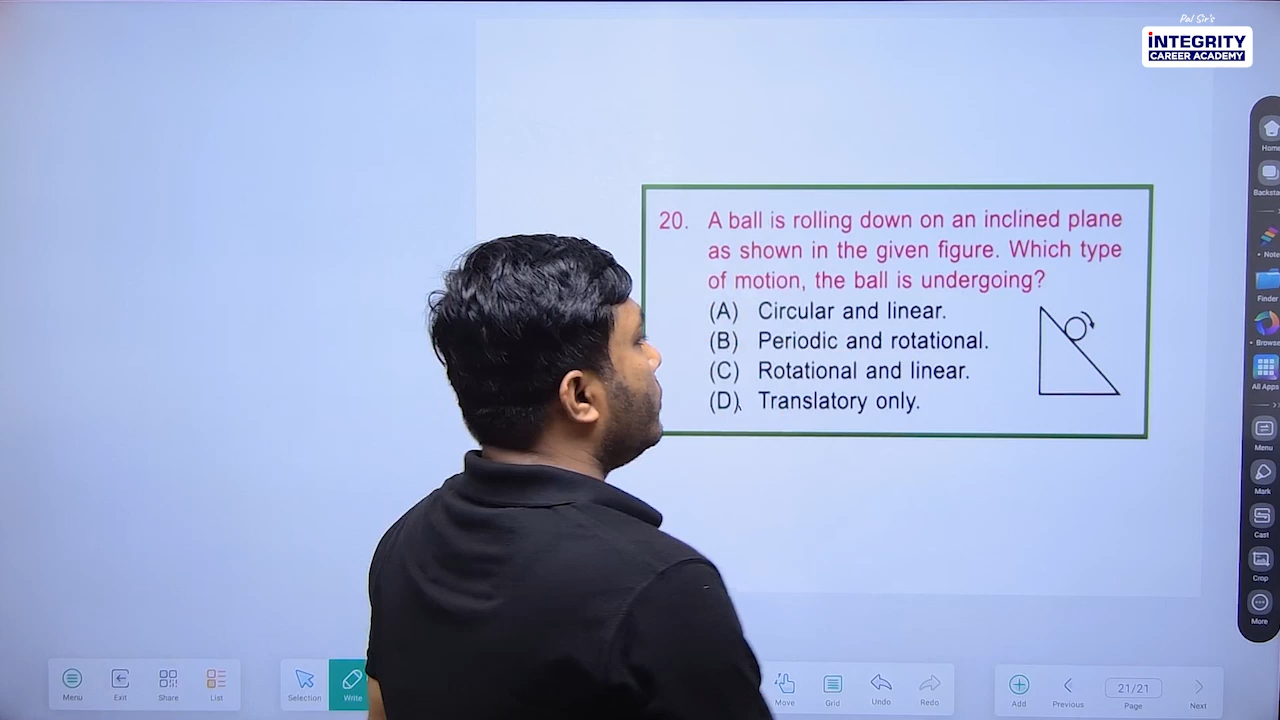 Pal Sir's
iNTEGRITY
CAREER ACADEMY
20. A ball is rolling down on an inclined plane
as shown in the given figure. Which type
of motion, the ball is undergoing?
(A) Circular and linear.
(B) Periodic and rotational.
(C) Rotational and linear.
(D). Translatory only.
Home
Finder
All Apps
Menu
Mark
Cast
Crop
More
Menu
Exit
Share
List
Selection
Write
Move
Grid
Undo
Redo
Add
Previous
21/21
Page
Next